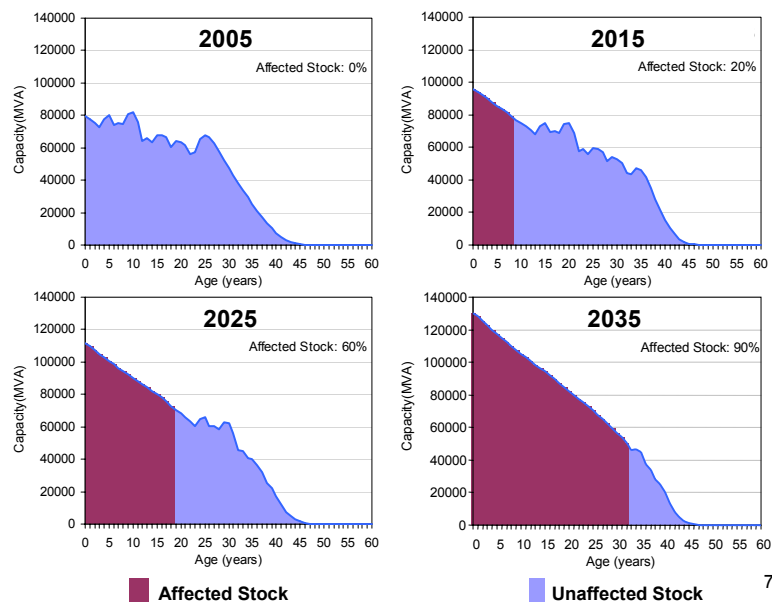 2005
Affected Stock: 0%
Capacity(MVA)
140000
120000
100000
80000
60000
40000
20000
0
0 5 10 15 20 25 30 35 40 45 50 55 60
Age (years)
2015
Affected Stock: 20%
Capacity(MVA)
140000
120000
100000
80000
60000
40000
20000
0
0 5 10 15 20 25 30 35 40 45 50 55 60
Age (years)
2025
Affected Stock: 60%
Capacity(MVA)
140000
120000
100000
80000
60000
40000
20000
0
0 5 10 15 20 25 30 35 40 45 50 55 60
Age (years)
2035
Affected Stock: 90%
Capacity(MVA)
140000
120000
100000
80000
60000
40000
20000
0
0 5 10 15 20 25 30 35 40 45 50 55 60
Age (years)
Affected Stock
Unaffected Stock
7